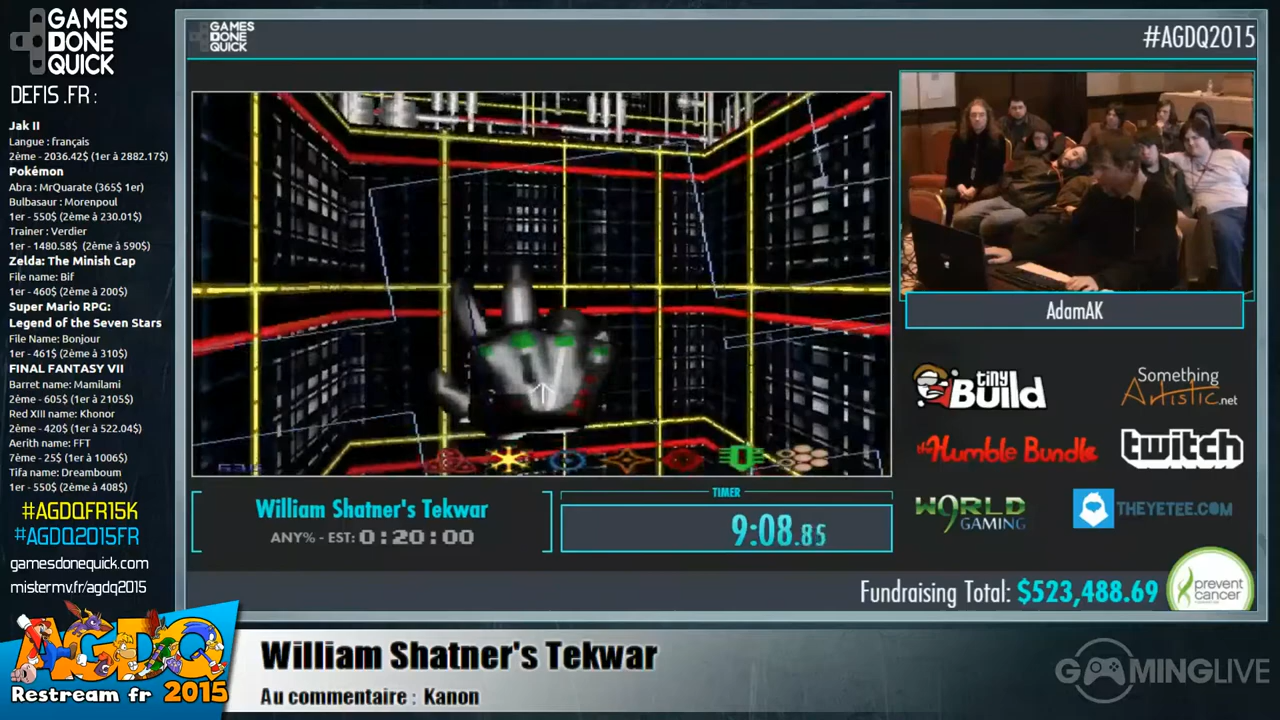 GAMES
DONE
QUICK
DEFIS .FR :
Jak II
Langue : français
2ème - 2036.42$ (1er à 2882.17$)
Pokémon
Abra : MrQuarate (365$ 1er)
Bulbasaur : Morenpoul
1er - 550$ (2ème à 230.01$)
Trainer : Verdier
1er - 1480.58$ (2ème à 590$)
Zelda: The Minish Cap
File name: Bif
1er - 460$ (2ème à 200$)
Super Mario RPG:
Legend of the Seven Stars
File Name: Bonjour
1er - 461$ (2ème à 310$)
FINAL FANTASY VII
Barret name: Mamilami
2ème - 605$ (1er à 2105$)
Red XIII name: Khonor
2ème - 420$ (1er à 522.04$)
Aerith name: FFT
7ème - 25$ (1er à 1006$)
Tifa name: Dreamboum
1er - 550$ (2ème à 408$)
#AGDQFR15K
#AGDQ2015FR
gamesdonequick.com
mistermv.fr/agdq2015
AGDQ
Restream fr 2015
GAMES
DONE
QUICK
#AGDQ2015
AdamAK
tiny
Build
Something
Artistic.net
the Humble Bundle
twitch
WORLD
GAMING
THEYETEE.COM
William Shatner's Tekwar
ANY% - EST: 0:20:00
TIMER
9:08.85
Fundraising Total: $523,488.69
prevent
cancer
William Shatner's Tekwar
Au commentaire : Kanon
GAMINGLIVE